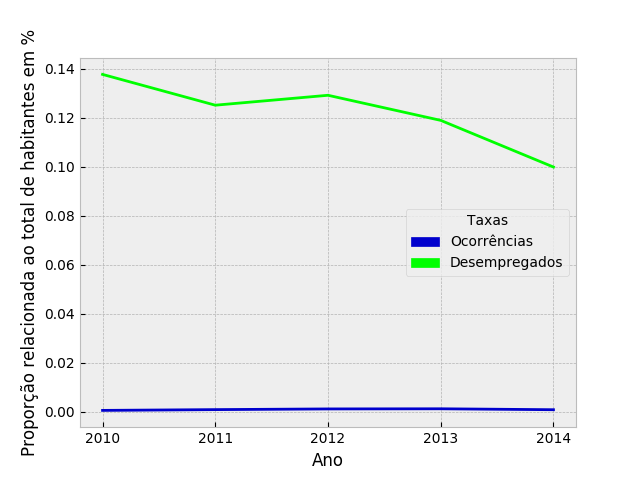 Proporção relacionada ao total de habitantes em %
0.14
0.12
0.10
0.08
0.06
0.04
0.02
0.00
Taxas
Ocorrências
Desempregados
2010 2011 2012 2013 2014
Ano